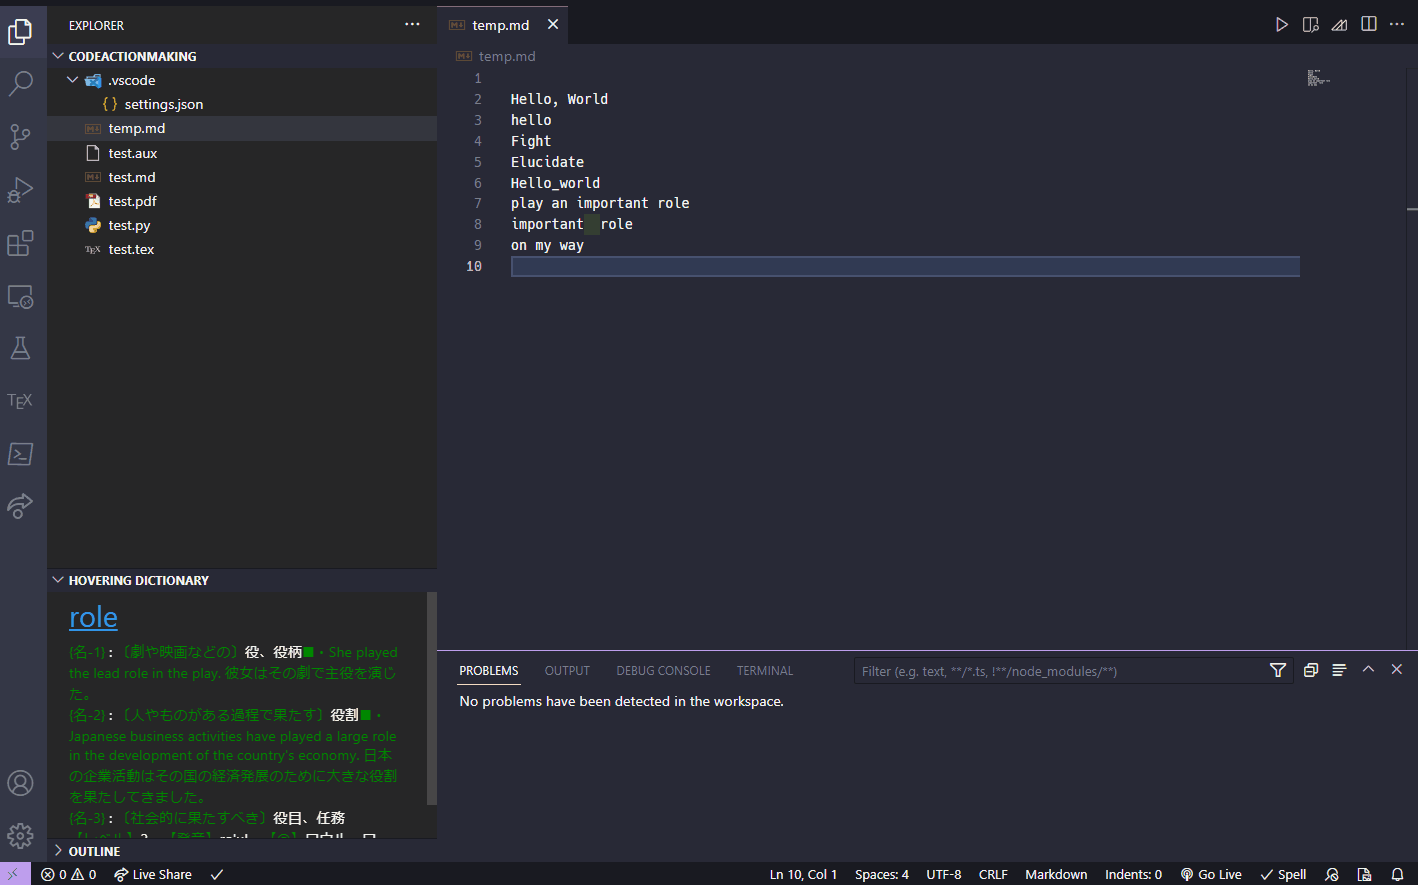 EXPLORER
CODEACTIONMAKING
.vscode
{} settings.json
temp.md
test.aux
test.md
test.pdf
test.py
TEX test.tex
TEX
HOVERING DICTIONARY
role
{名-1} : 〔劇や映画などの〕役、役柄■・She played
the lead role in the play. 彼女はその劇で主役を演じ
た。
{名-2} : 〔人やものがある過程で果たす〕役割■・
Japanese business activities have played a large role
in the development of the country's economy. 日本
の企業活動はその国の経済発展のために大きな役割
を果たしてきました。
{名-3} : 〔社会的に果たすべき〕役目、任務
OUTLINE
temp.md
temp.md
1
2 Hello, World
3 hello
4 Fight
5 Elucidate
6 Hello_world
7 play an important role
8 important  role
9 on my way
10
PROBLEMS OUTPUT DEBUG CONSOLE TERMINAL Filter (e.g. text, **/*.ts, !**/node_modules/**)
No problems have been detected in the workspace.
0 0 Live Share Ln 10, Col 1 Spaces: 4 UTF-8 CRLF Markdown Indents: 0 Go Live Spell